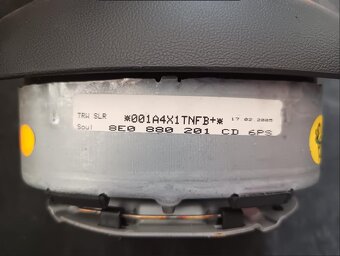 TRW SLR *001A4X1TNFB+* 17 02 2005
Soul 8E0 880 201 CD 6PS